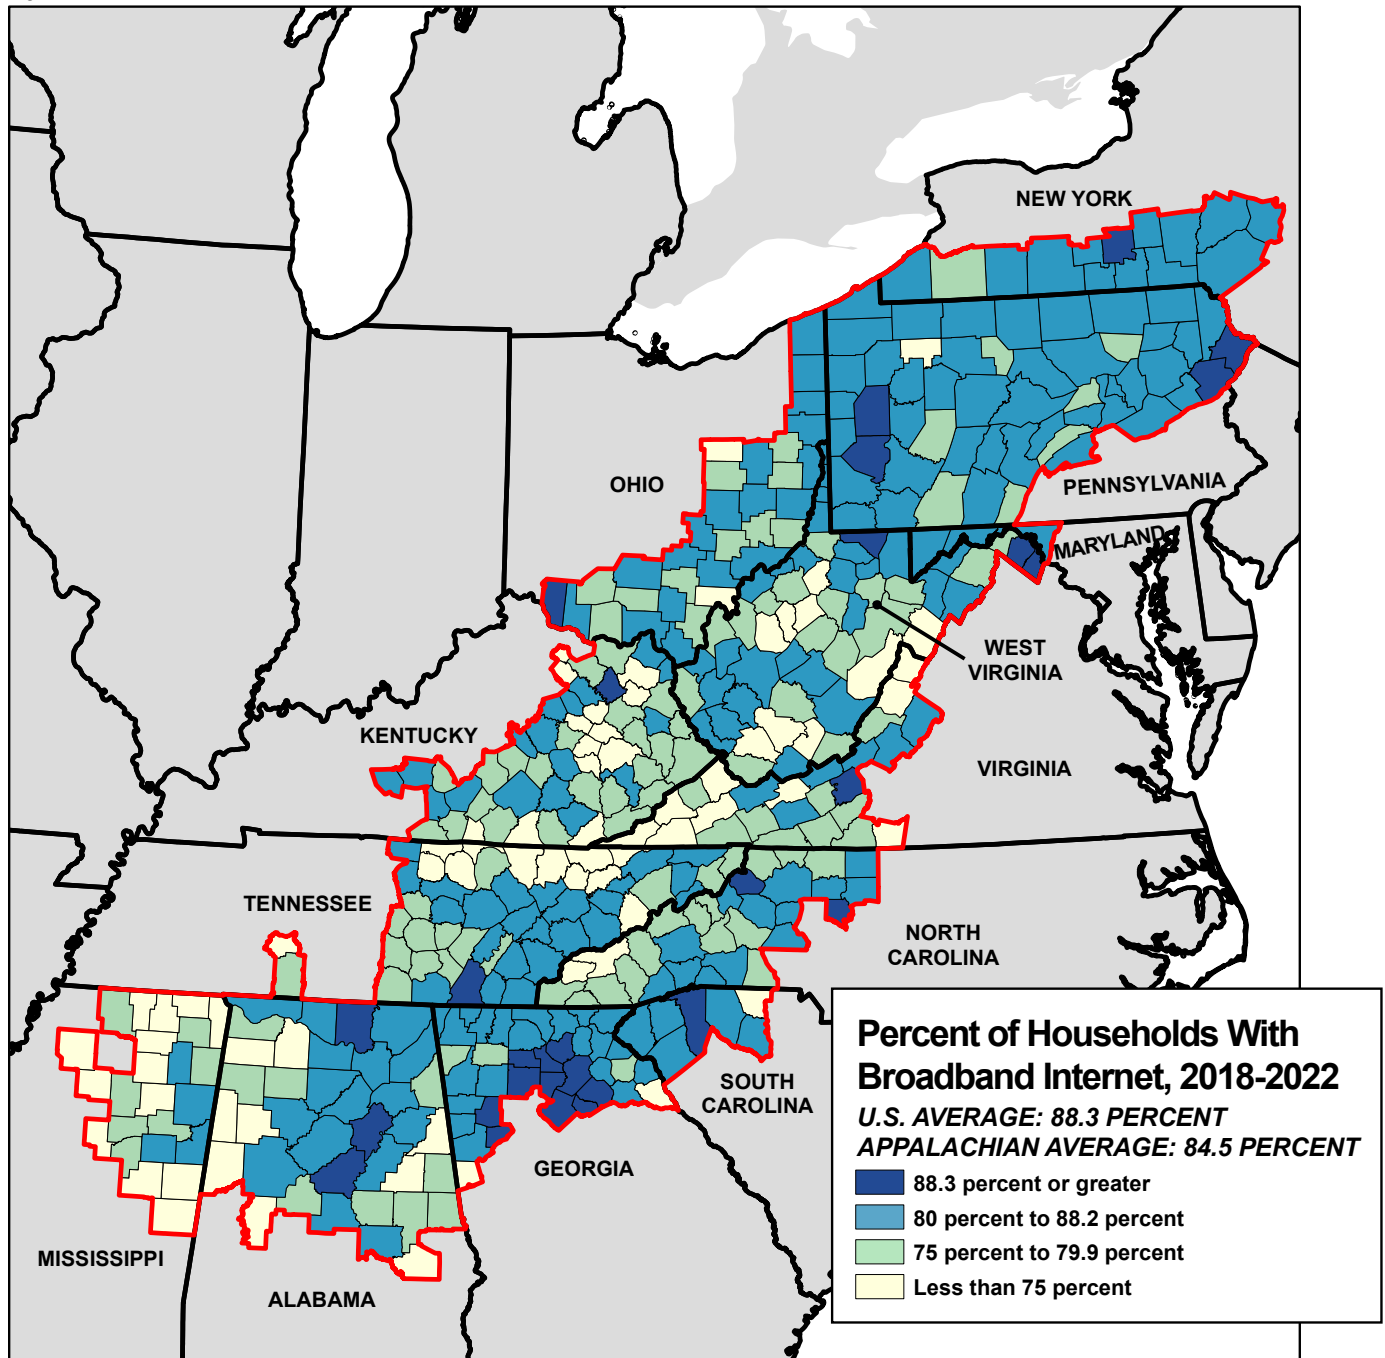 NEW YORK
OHIO
PENNSYLVANIA
MARYLAND
WEST
VIRGINIA
KENTUCKY
VIRGINIA
TENNESSEE
NORTH
CAROLINA
SOUTH
CAROLINA
GEORGIA
MISSISSIPPI
ALABAMA
Percent of Households With
Broadband Internet, 2018-2022
U.S. AVERAGE: 88.3 PERCENT
APPALACHIAN AVERAGE: 84.5 PERCENT
88.3 percent or greater
80 percent to 88.2 percent
75 percent to 79.9 percent
Less than 75 percent